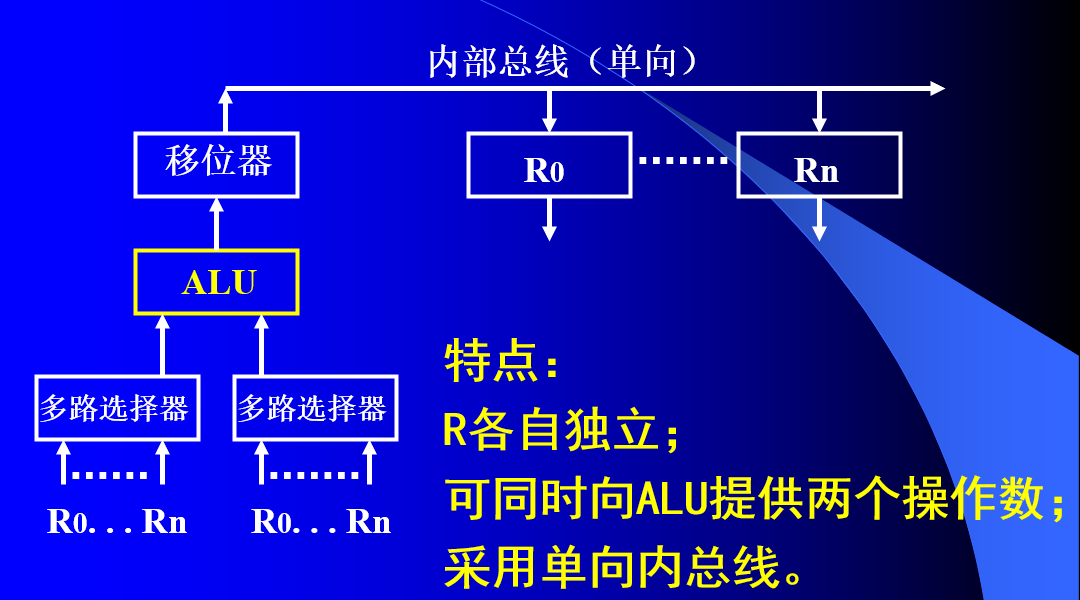 内部总线（单向）
移位器
R0
.......
Rn
ALU
多路选择器
多路选择器
......
.......
R0. . . Rn
R0. . . Rn
特点：
R各自独立；
可同时向ALU提供两个操作数；
采用单向内总线。